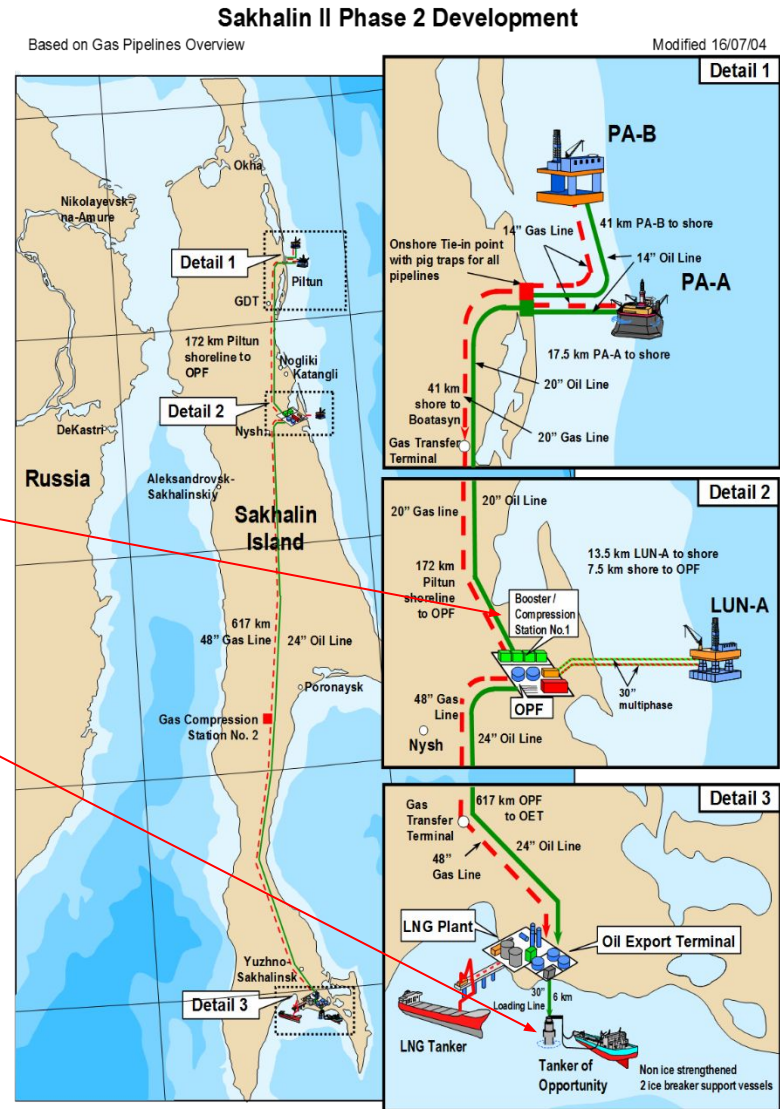 Sakhalin II Phase 2 Development
Based on Gas Pipelines Overview
Modified 16/07/04
Okha
Nikolayevsk-
na-Amure
Detail 1
Piltun
GDT
172 km Piltun
shoreline to
OPF
Nogliki
Katangli
Detail 2
DeKastri
Nysh
Russia
Aleksandrovsk-
Sakhalinskiy
Sakhalin
Island
617 km
48” Gas Line
24” Oil Line
Poronaysk
Gas Compression
Station No. 2
Yuzhno-
Sakhalinsk
Detail 3
Detail 1
PA-B
41 km PA-B to shore
14” Gas Line
Onshore Tie-in point
with pig traps for all
pipelines
14” Oil Line
PA-A
17.5 km PA-A to shore
20” Oil Line
41 km
shore to
Boatasyn
20” Gas Line
Gas Transfer
Terminal
Detail 2
20” Gas line
20” Oil Line
13.5 km LUN-A to shore
7.5 km shore to OPF
172 km
Piltun
shoreline
to OPF
Booster /
Compression
Station No.1
LUN-A
30”
multiphase
48” Gas
Line
OPF
24” Oil Line
Nysh
Detail 3
Gas
Transfer
Terminal
617 km OPF
to OET
24” Oil Line
48”
Gas Line
LNG Plant
Oil Export Terminal
30”
Loading Line
6 km
LNG Tanker
Tanker of
Opportunity
Non ice strengthened
2 ice breaker support vessels